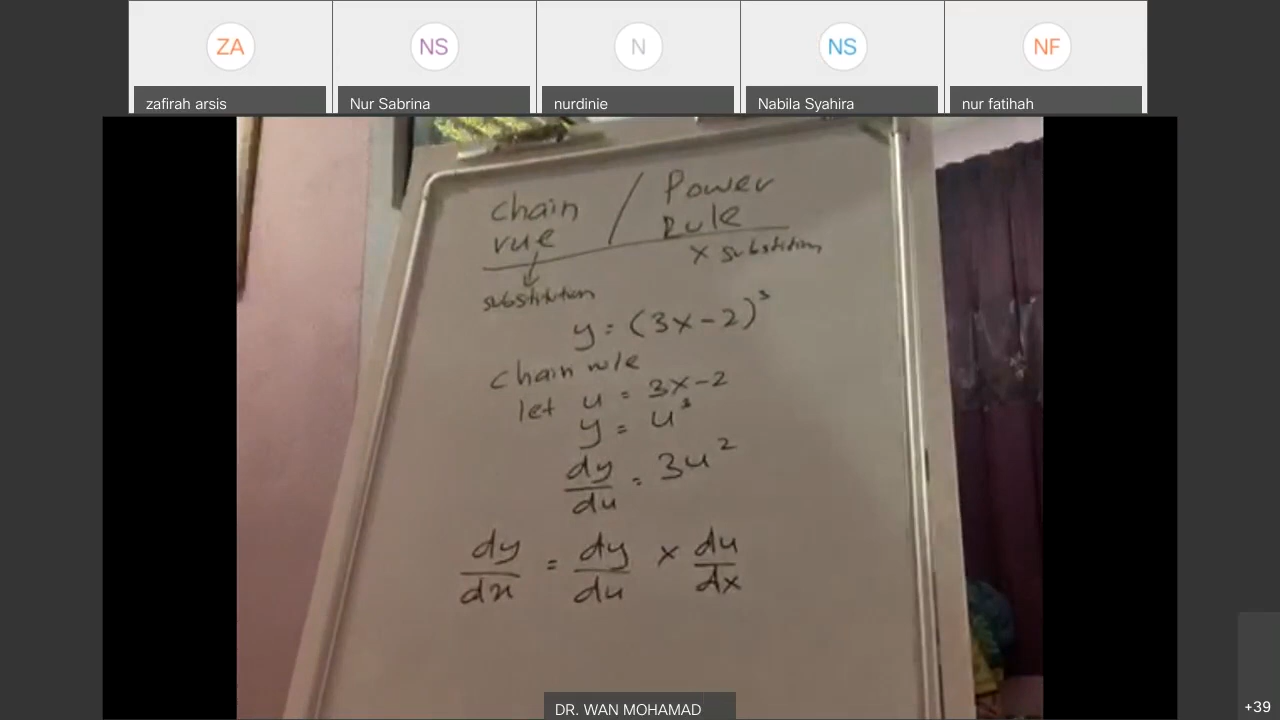 ZA
NS
N
NS
NF
zafirah arsis
Nur Sabrina
nurdinie
Nabila Syahira
nur fatihah
chain / Power
rule Rule
substitution
x substitution
y = (3x-2)³
Chain rule
let u = 3x-2
y = u³
dy/du = 3u²
dy/dx = dy/du × du/dx
DR. WAN MOHAMAD
+39